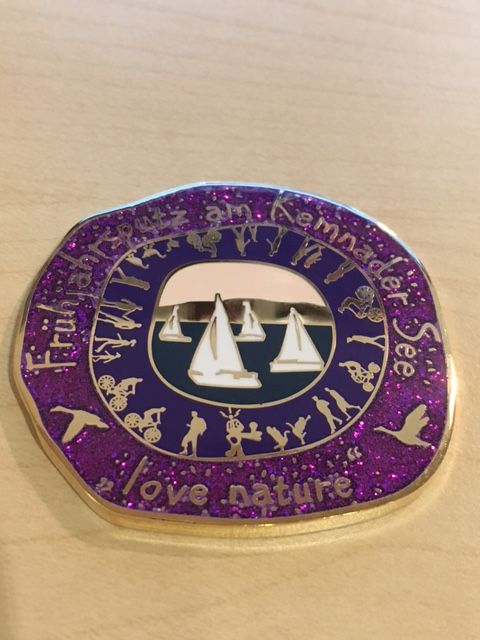 Frühjahrsputz am Kemnader See
„love nature“